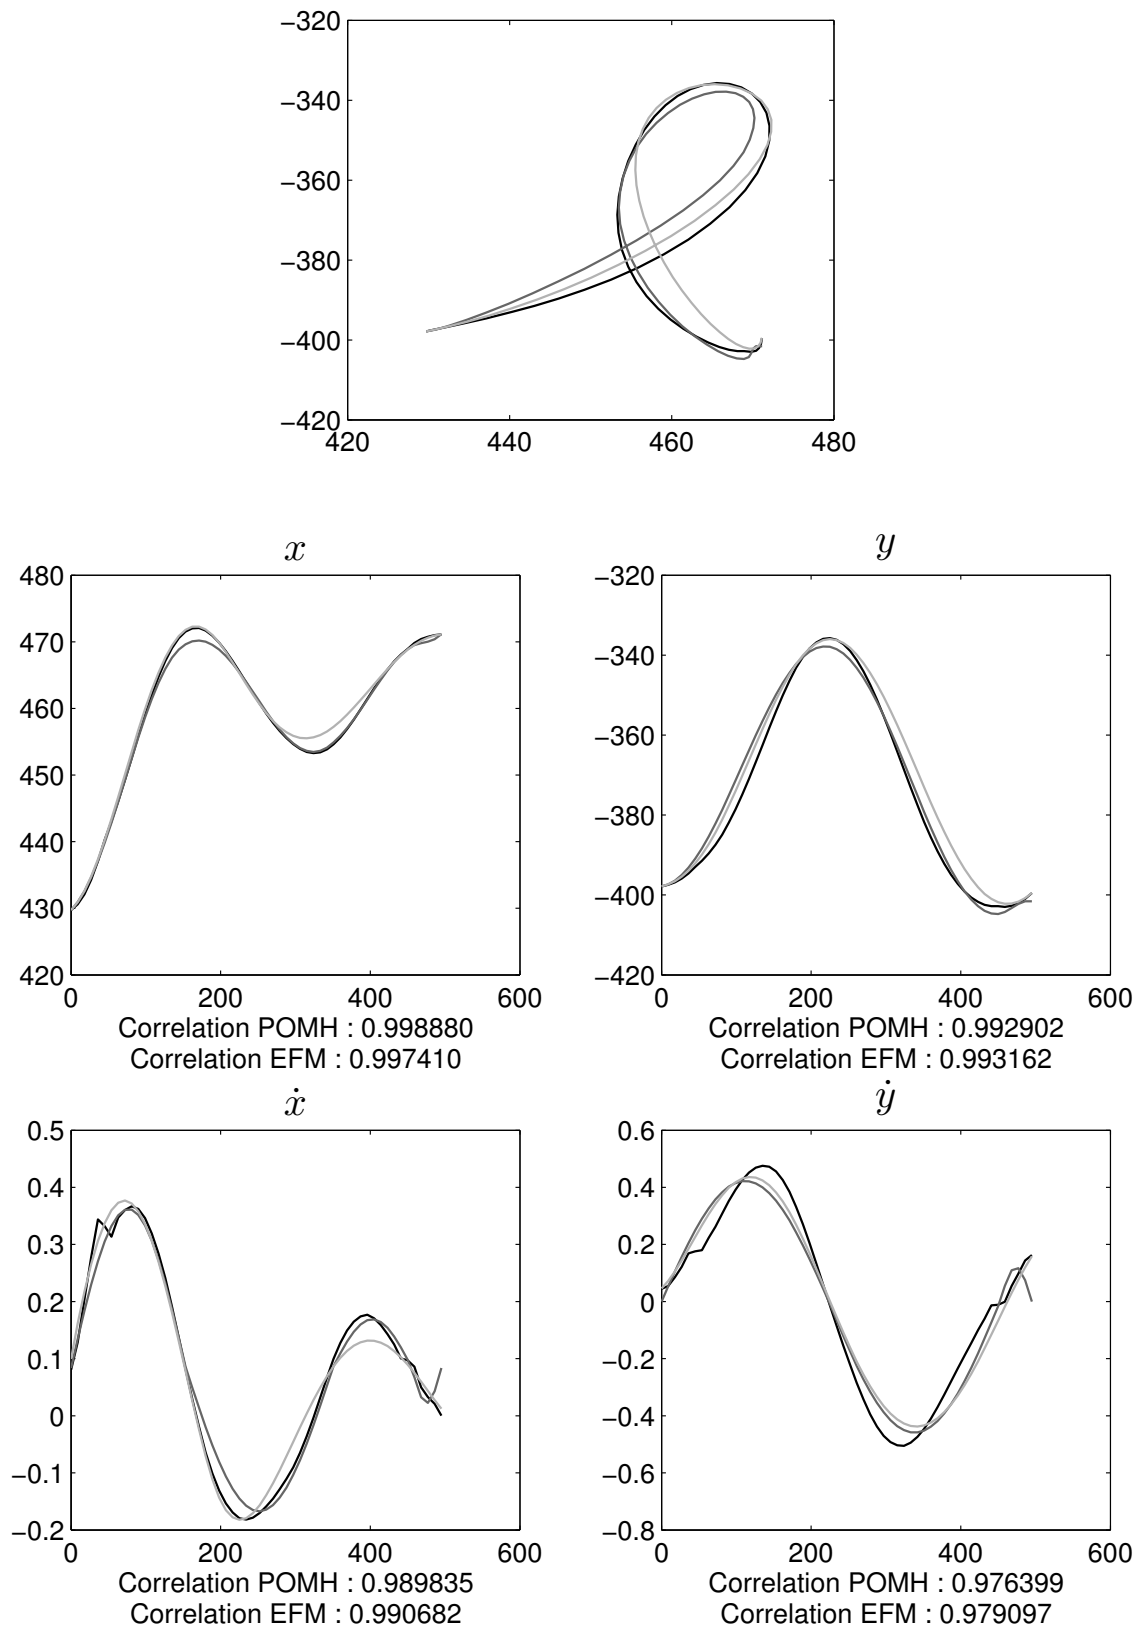 −320
−340
−360
−380
−400
−420
420 440 460 480
x
480
470
460
450
440
430
420
0 200 400 600
Correlation POMH : 0.998880
Correlation EFM : 0.997410
y
−320
−340
−360
−380
−400
−420
0 200 400 600
Correlation POMH : 0.992902
Correlation EFM : 0.993162
ẋ
0.5
0.4
0.3
0.2
0.1
0
−0.1
−0.2
0 200 400 600
Correlation POMH : 0.989835
Correlation EFM : 0.990682
ẏ
0.6
0.4
0.2
0
−0.2
−0.4
−0.6
−0.8
0 200 400 600
Correlation POMH : 0.976399
Correlation EFM : 0.979097